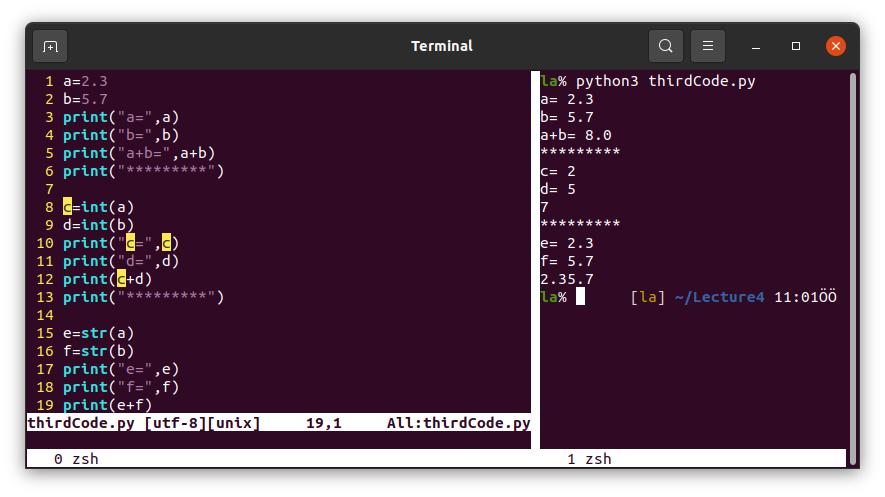 Terminal
1 a=2.3
2 b=5.7
3 print("a=",a)
4 print("b=",b)
5 print("a+b=",a+b)
6 print("*********")
7
8 c=int(a)
9 d=int(b)
10 print("c=",c)
11 print("d=",d)
12 print(c+d)
13 print("*********")
14
15 e=str(a)
16 f=str(b)
17 print("e=",e)
18 print("f=",f)
19 print(e+f)
thirdCode.py [utf-8][unix] 19,1 All:thirdCode.py
la% python3 thirdCode.py
a= 2.3
b= 5.7
a+b= 8.0
*********
c= 2
d= 5
7
*********
e= 2.3
f= 5.7
2.35.7
la% [la] ~/Lecture4 11:01ÖÖ
0 zsh 1 zsh